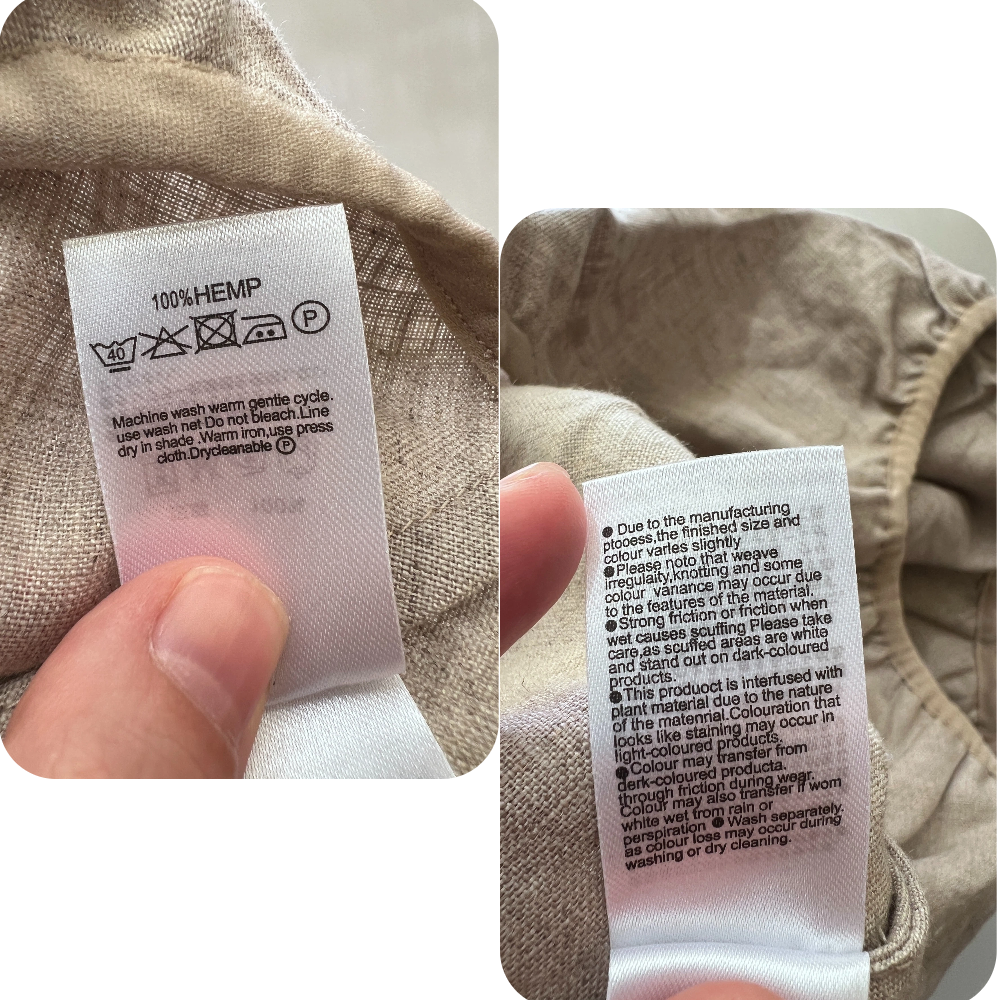 100%HEMP
40 P
Machine wash warm gentle cycle.
use wash net Do not bleach.Line
dry in shade .Warm iron,use press
cloth.Drycleanable P
● Due to the manufacturing
ptooess,the finished size and
colour varles slightly
●Please noto that weave
irregulaity,knotting and some
colour vanance may occur due
to the features of the material.
●Strong friction or friction when
wet causes scuffing Please take
care,as scuffed areas are white
and stand out on dark-coloured
products.
●This produoct is interfused with
plant material due to the nature
of the matennial.Colouration that
looks like staining may occur in
light-coloured products.
●Colour may transfer from
derk-coloured producta.
through friction during wear.
Colour may also transfer if wom
white wet trom rain or
perspiration ● Wash separately.
as colour loss may occur during
washing or dry cleaning.